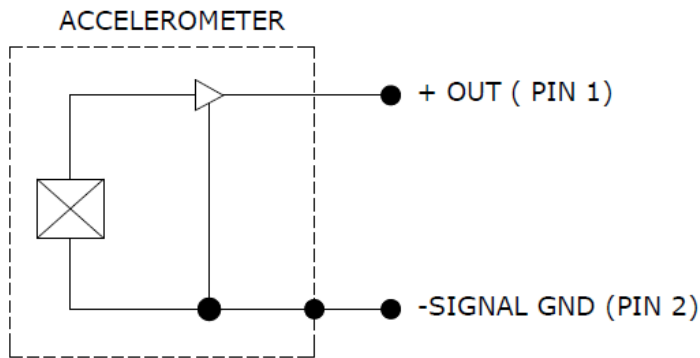 ACCELEROMETER
+ OUT ( PIN 1)
-SIGNAL GND (PIN 2)